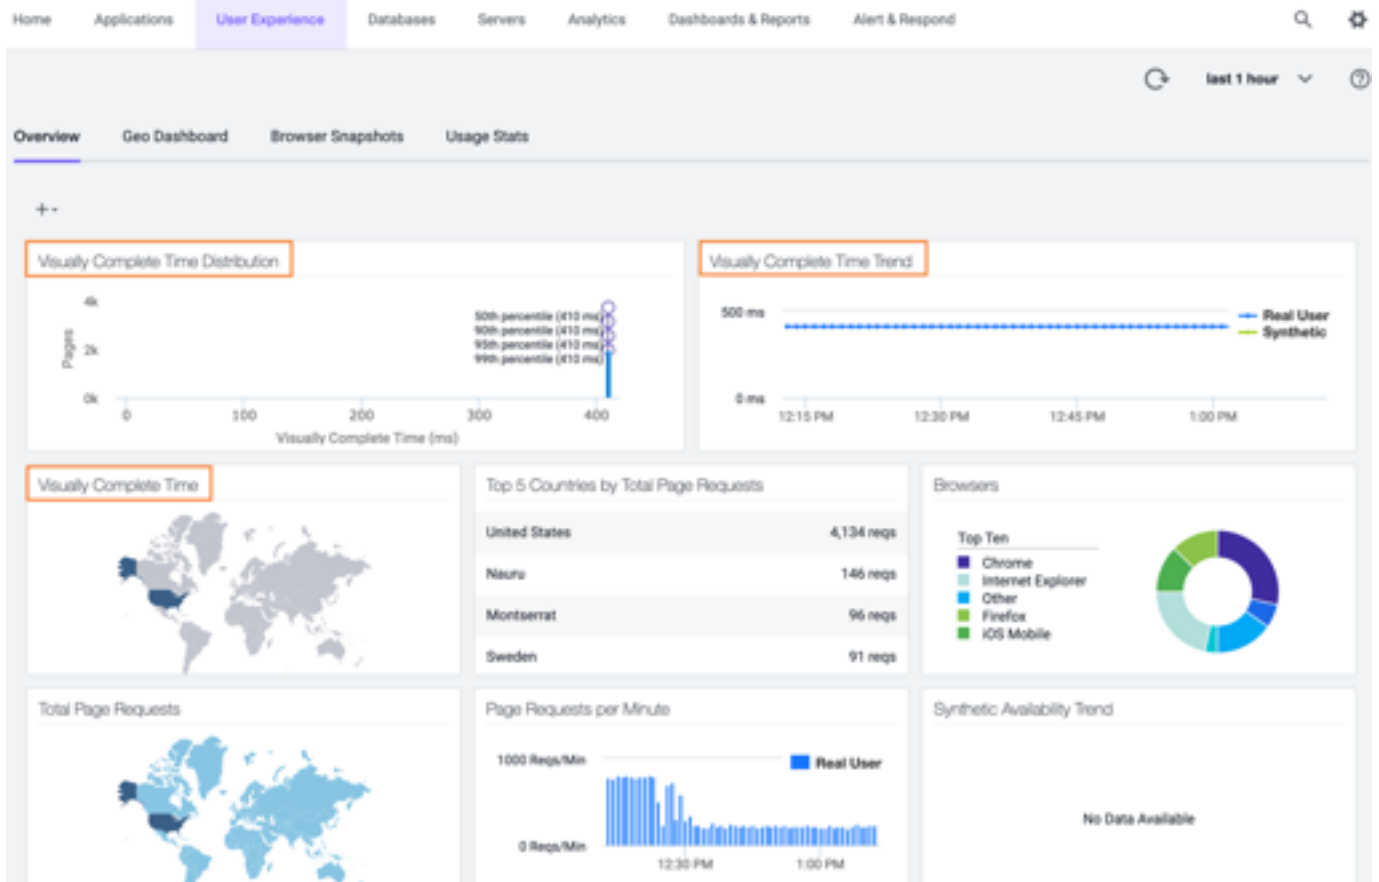 Home Applications User Experience Databases Servers Analytics Dashboards & Reports Alert & Respond
last 1 hour
Overview Geo Dashboard Browser Snapshots Usage Stats
Visually Complete Time Distribution
4k
2k
0k
Pages
50th percentile (410 ms)
90th percentile (410 ms)
95th percentile (410 ms)
99th percentile (410 ms)
0 100 200 300 400
Visually Complete Time (ms)
Visually Complete Time Trend
500 ms
0 ms
Real User
Synthetic
12:15 PM 12:30 PM 12:45 PM 1:00 PM
Visually Complete Time
Top 5 Countries by Total Page Requests
United States 4,134 reqs
Nauru 146 reqs
Montserrat 96 reqs
Sweden 91 reqs
Browsers
Top Ten
Chrome
Internet Explorer
Other
Firefox
iOS Mobile
Total Page Requests
Page Requests per Minute
1000 Reqs/Min
0 Reqs/Min
Real User
12:30 PM 1:00 PM
Synthetic Availability Trend
No Data Available